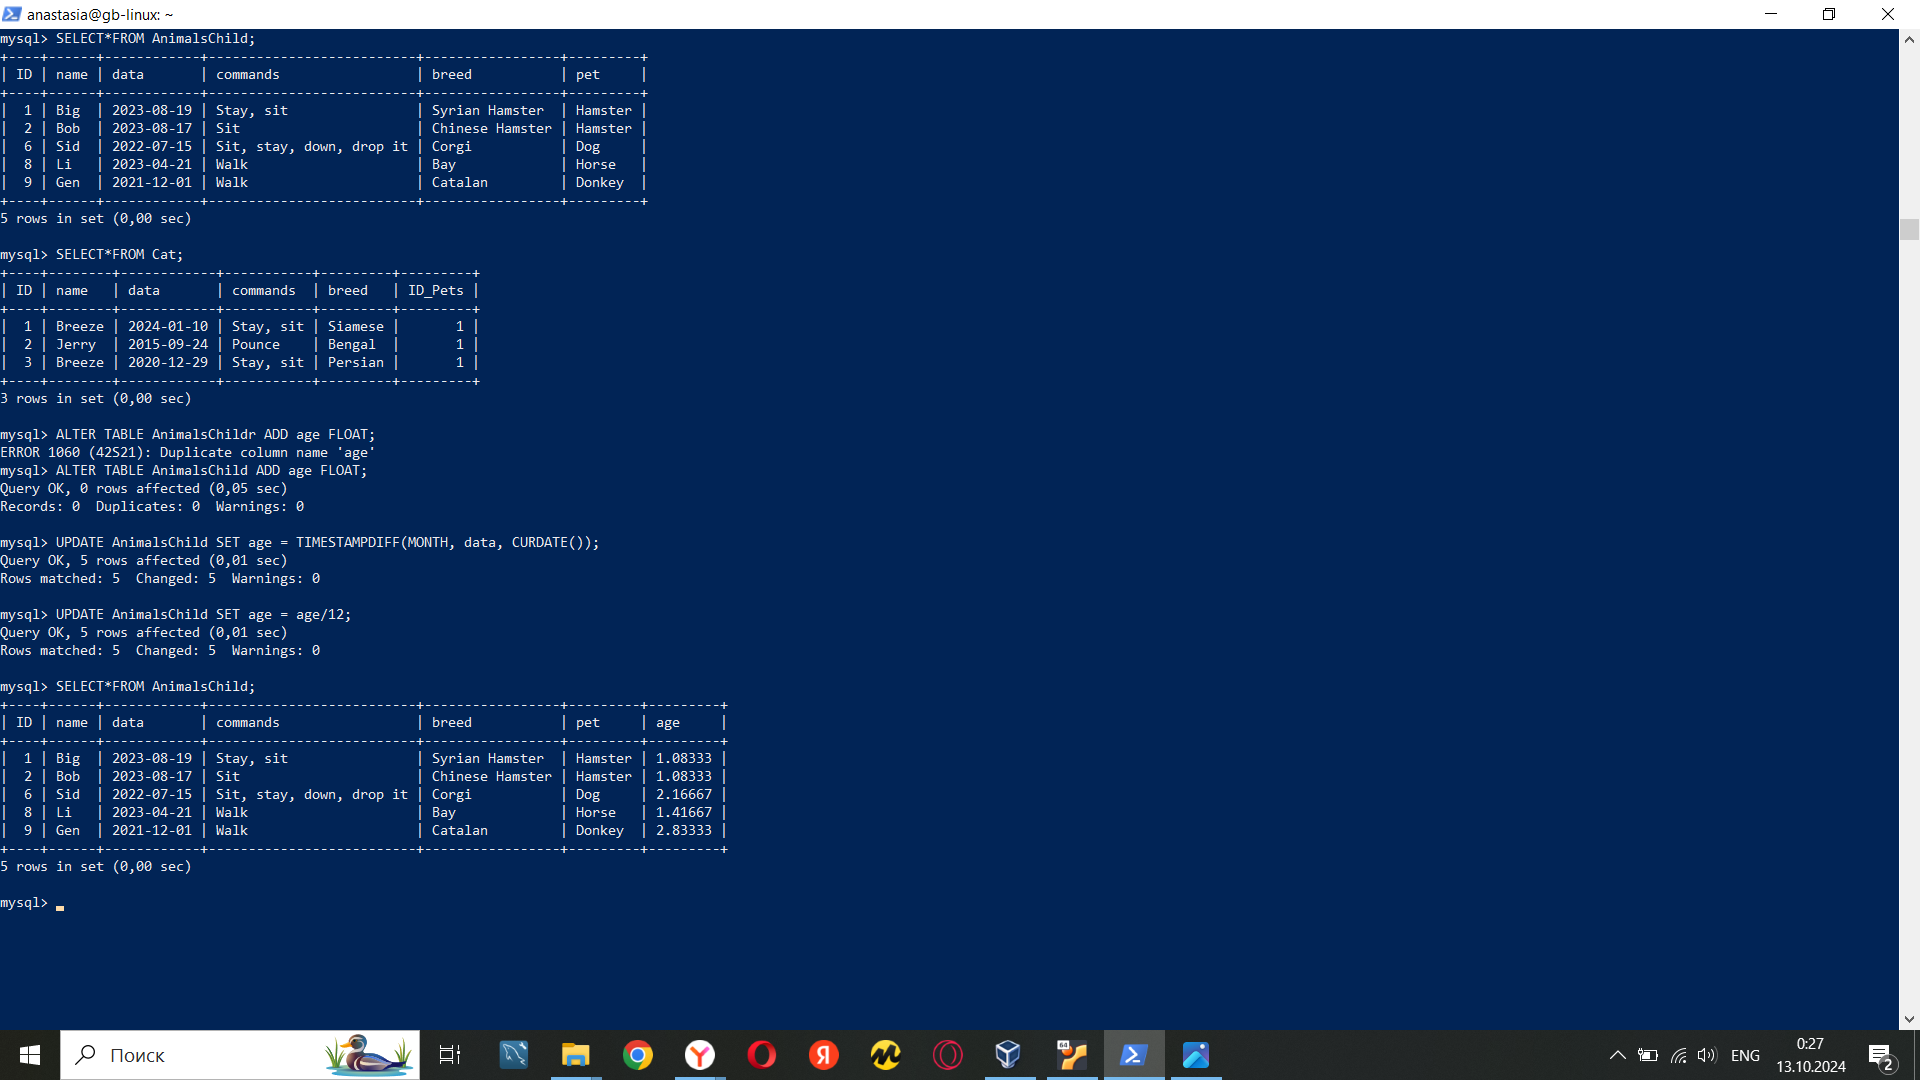 anastasia@gb-linux: ~
mysql> SELECT*FROM AnimalsChild;
+----+------+------------+--------------------------+-----------------+---------+
| ID | name | data       | commands                 | breed           | pet     |
+----+------+------------+--------------------------+-----------------+---------+
|  1 | Big  | 2023-08-19 | Stay, sit                | Syrian Hamster  | Hamster |
|  2 | Bob  | 2023-08-17 | Sit                      | Chinese Hamster | Hamster |
|  6 | Sid  | 2022-07-15 | Sit, stay, down, drop it | Corgi           | Dog     |
|  8 | Li   | 2023-04-21 | Walk                     | Bay             | Horse   |
|  9 | Gen  | 2021-12-01 | Walk                     | Catalan         | Donkey  |
+----+------+------------+--------------------------+-----------------+---------+
5 rows in set (0,00 sec)
mysql> SELECT*FROM Cat;
+----+--------+------------+-----------+---------+---------+
| ID | name   | data       | commands  | breed   | ID_Pets |
+----+--------+------------+-----------+---------+---------+
|  1 | Breeze | 2024-01-10 | Stay, sit | Siamese |       1 |
|  2 | Jerry  | 2015-09-24 | Pounce    | Bengal  |       1 |
|  3 | Breeze | 2020-12-29 | Stay, sit | Persian |       1 |
+----+--------+------------+-----------+---------+---------+
3 rows in set (0,00 sec)
mysql> ALTER TABLE AnimalsChildr ADD age FLOAT;
ERROR 1060 (42S21): Duplicate column name 'age'
mysql> ALTER TABLE AnimalsChild ADD age FLOAT;
Query OK, 0 rows affected (0,05 sec)
Records: 0  Duplicates: 0  Warnings: 0
mysql> UPDATE AnimalsChild SET age = TIMESTAMPDIFF(MONTH, data, CURDATE());
Query OK, 5 rows affected (0,01 sec)
Rows matched: 5  Changed: 5  Warnings: 0
mysql> UPDATE AnimalsChild SET age = age/12;
Query OK, 5 rows affected (0,01 sec)
Rows matched: 5  Changed: 5  Warnings: 0
mysql> SELECT*FROM AnimalsChild;
+----+------+------------+--------------------------+-----------------+---------+---------+
| ID | name | data       | commands                 | breed           | pet     | age     |
+----+------+------------+--------------------------+-----------------+---------+---------+
|  1 | Big  | 2023-08-19 | Stay, sit                | Syrian Hamster  | Hamster | 1.08333 |
|  2 | Bob  | 2023-08-17 | Sit                      | Chinese Hamster | Hamster | 1.08333 |
|  6 | Sid  | 2022-07-15 | Sit, stay, down, drop it | Corgi           | Dog     | 2.16667 |
|  8 | Li   | 2023-04-21 | Walk                     | Bay             | Horse   | 1.41667 |
|  9 | Gen  | 2021-12-01 | Walk                     | Catalan         | Donkey  | 2.83333 |
+----+------+------------+--------------------------+-----------------+---------+---------+
5 rows in set (0,00 sec)
mysql>
Поиск
64
ENG
0:27
13.10.2024
2